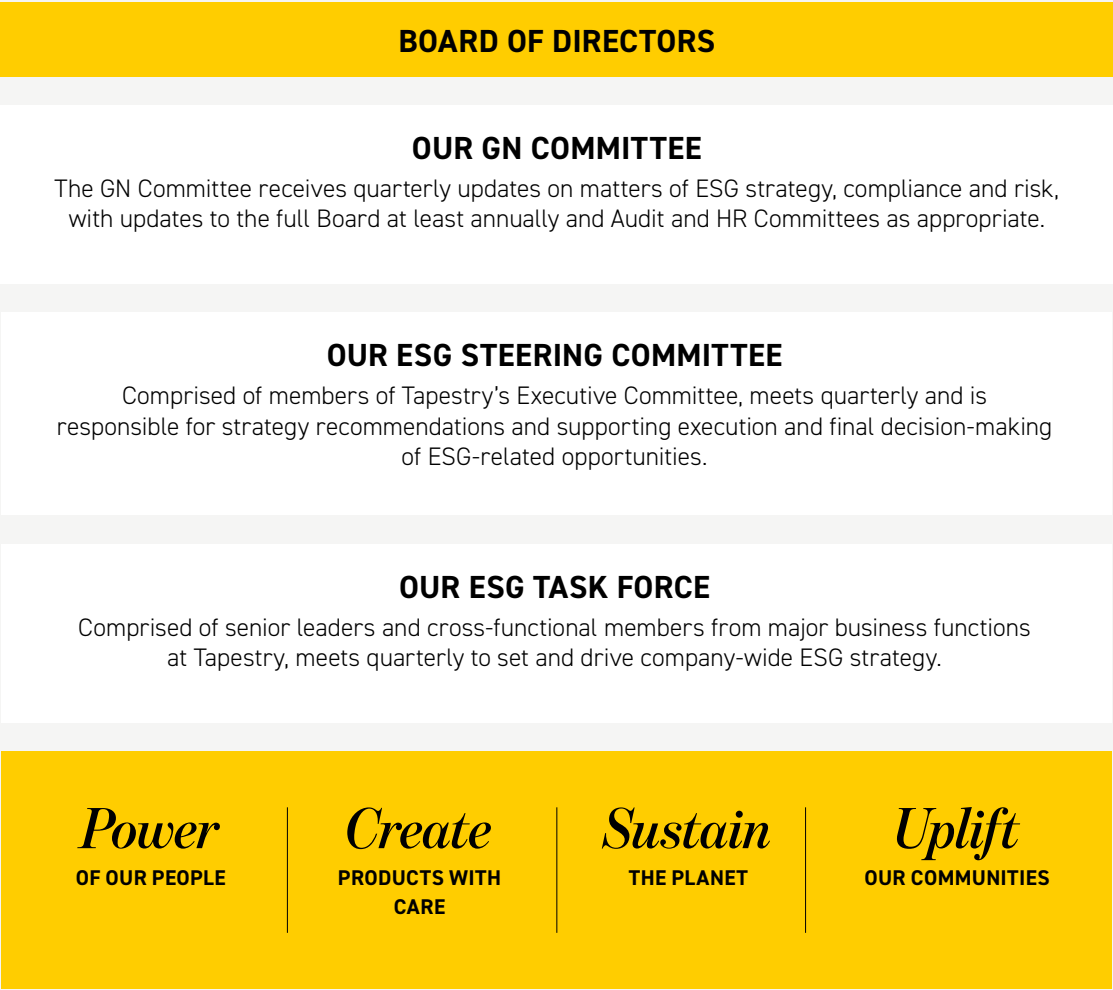 BOARD OF DIRECTORS
OUR GN COMMITTEE
The GN Committee receives quarterly updates on matters of ESG strategy, compliance and risk,
with updates to the full Board at least annually and Audit and HR Committees as appropriate.
OUR ESG STEERING COMMITTEE
Comprised of members of Tapestry’s Executive Committee, meets quarterly and is
responsible for strategy recommendations and supporting execution and final decision-making
of ESG-related opportunities.
OUR ESG TASK FORCE
Comprised of senior leaders and cross-functional members from major business functions
at Tapestry, meets quarterly to set and drive company-wide ESG strategy.
Power
OF OUR PEOPLE
Create
PRODUCTS WITH
CARE
Sustain
THE PLANET
Uplift
OUR COMMUNITIES